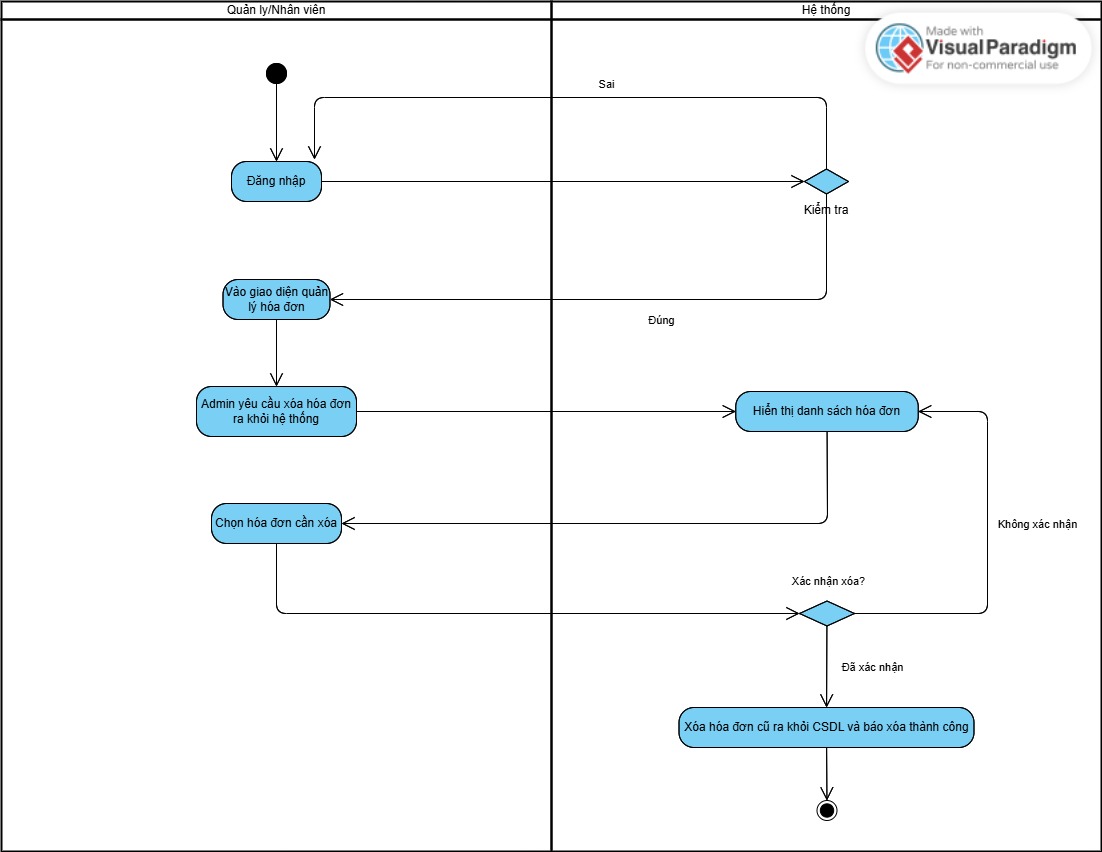 Quản ly/Nhân viên
Hệ thống
Made with
Visual Paradigm
For non-commercial use
Sai
Đăng nhập
Kiểm tra
Vào giao diện quản
lý hóa đơn
Đúng
Admin yêu cầu xóa hóa đơn
ra khỏi hệ thống
Hiển thị danh sách hóa đơn
Chọn hóa đơn cần xóa
Không xác nhận
Xác nhận xóa?
Đã xác nhận
Xóa hóa đơn cũ ra khỏi CSDL và báo xóa thành công